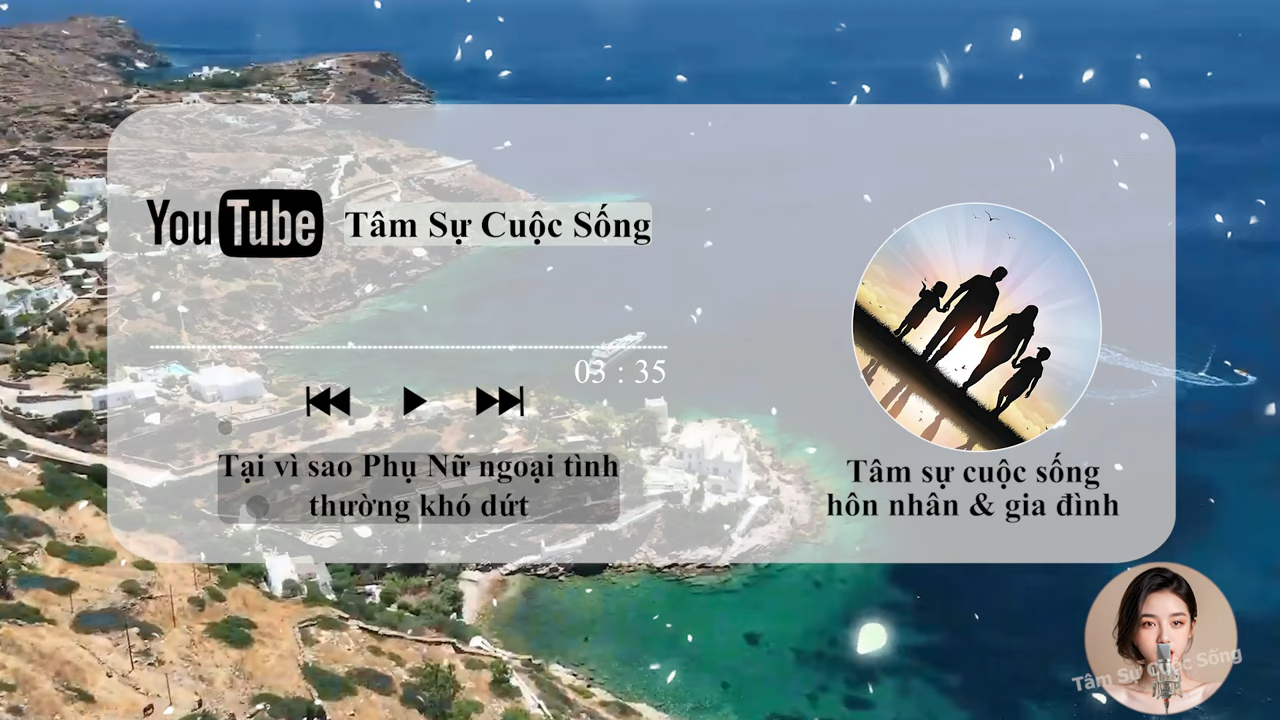 YouTube Tâm Sự Cuộc Sống
03 : 35
Tại vì sao Phụ Nữ ngoại tình
thường khó dứt
Tâm sự cuộc sống
hôn nhân & gia đình
Tâm Sự Cuộc Sống